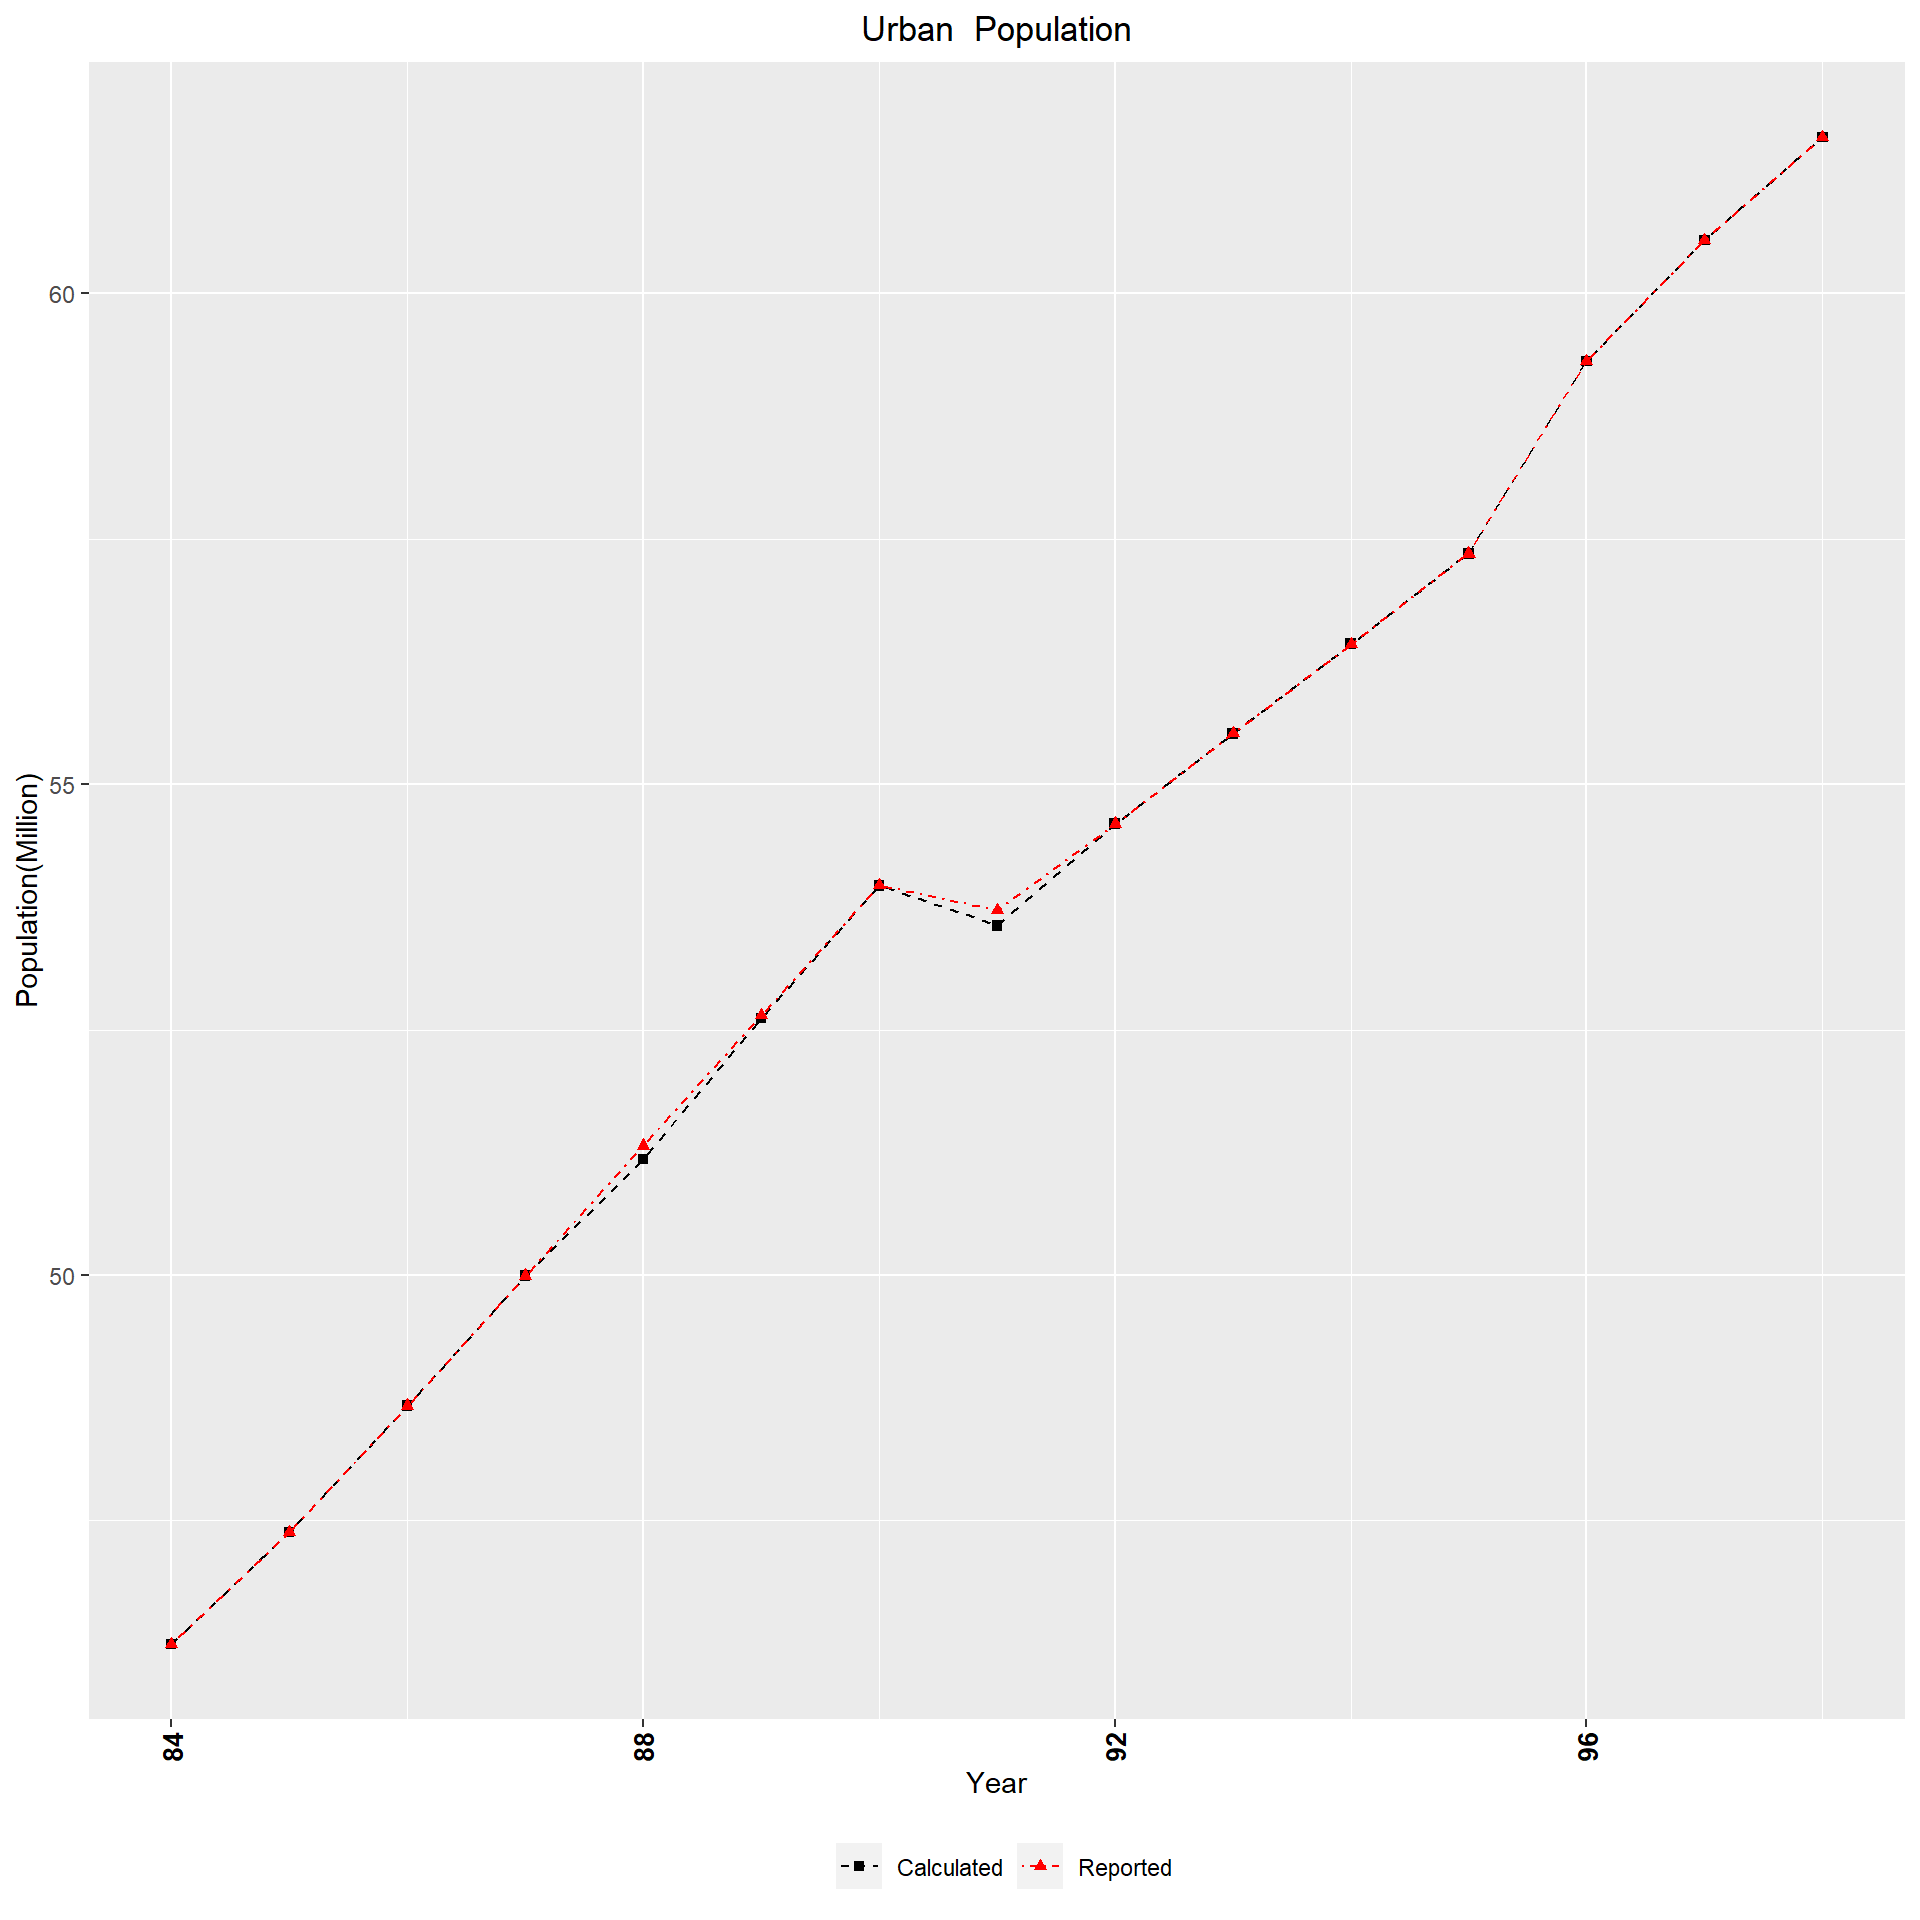 Urban  Population
Population(Million)
60
55
50
84
88
92
96
Year
Calculated
Reported